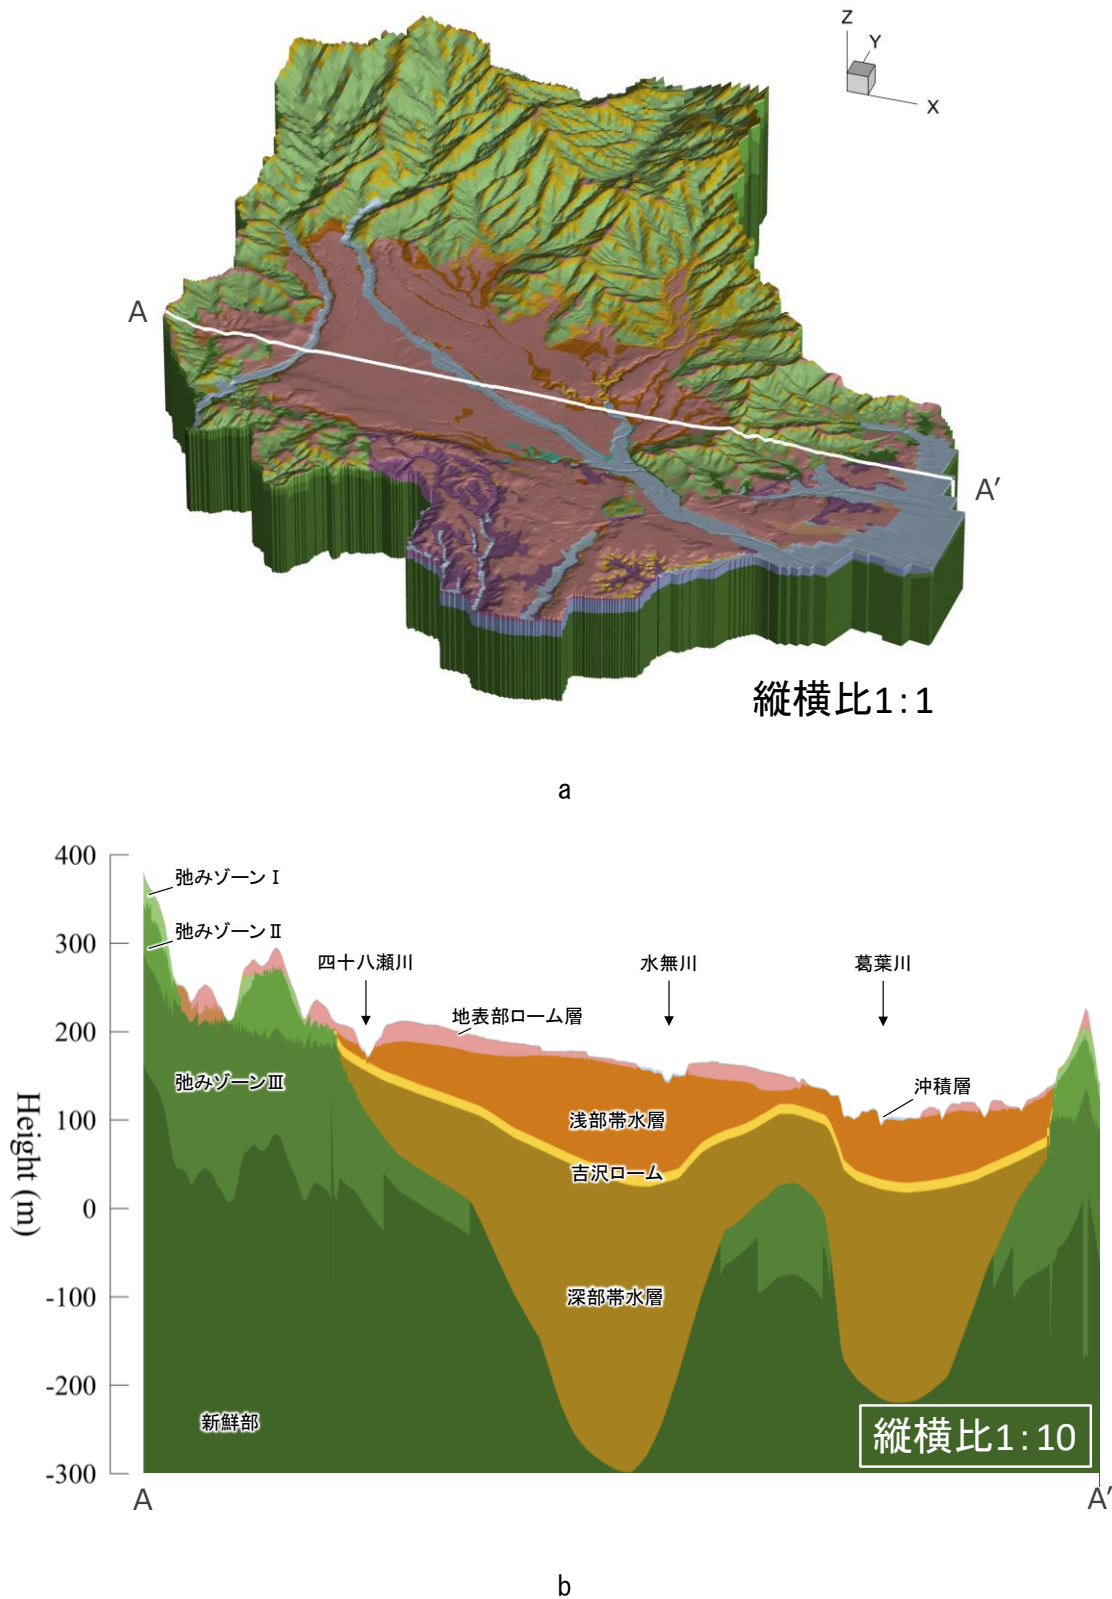 Z
Y
X
A
A′
縦横比1:1
a
400
弛みゾーンⅠ
弛みゾーンⅡ
300
四十八瀬川
水無川
葛葉川
地表部ローム層
200
弛みゾーンⅢ
沖積層
100
浅部帯水層
吉沢ローム
Height (m)
0
深部帯水層
-100
-200
新鮮部
縦横比1:10
-300
A
A′
b